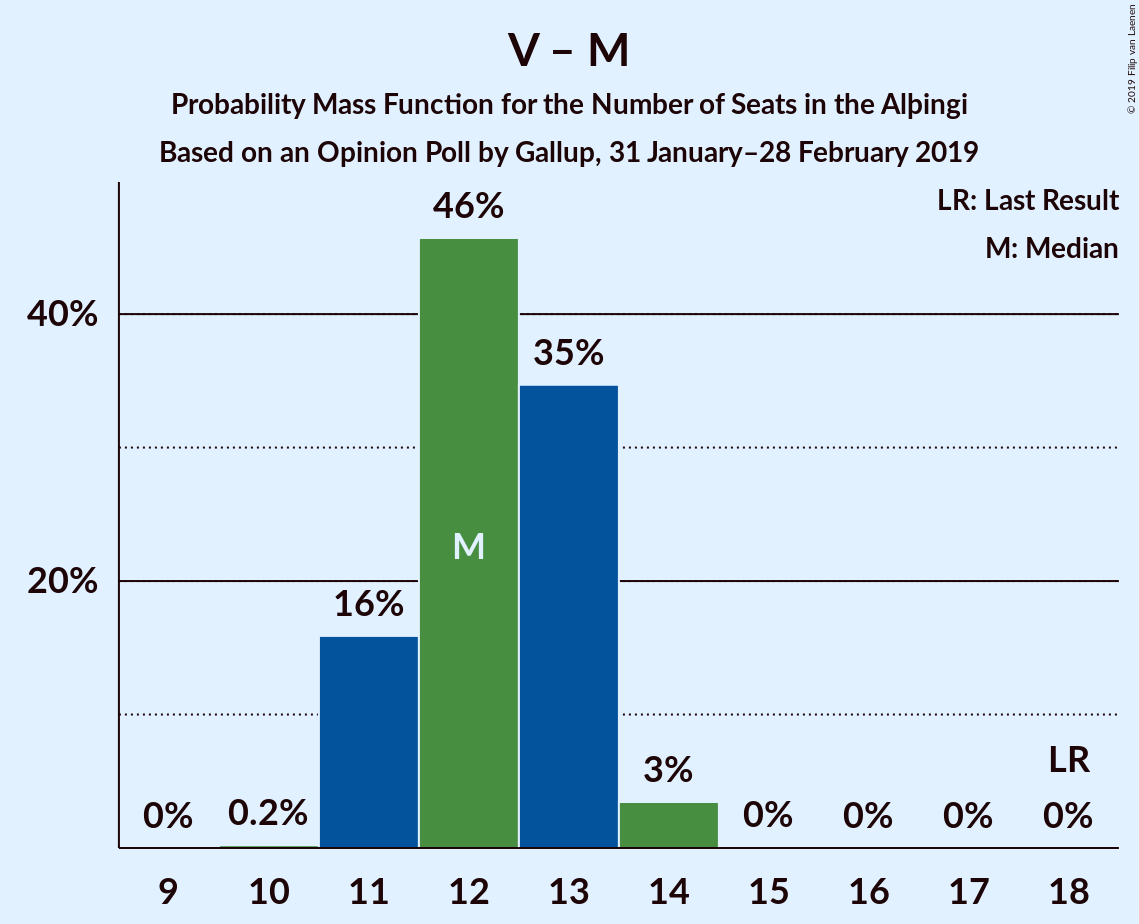 V – M
Probability Mass Function for the Number of Seats in the Alþingi
Based on an Opinion Poll by Gallup, 31 January–28 February 2019
© 2019 Filip van Laenen
LR: Last Result
M: Median
40%
20%
0%
0.2%
16%
46%
M
35%
3%
0%
0%
0%
LR
0%
9 10 11 12 13 14 15 16 17 18